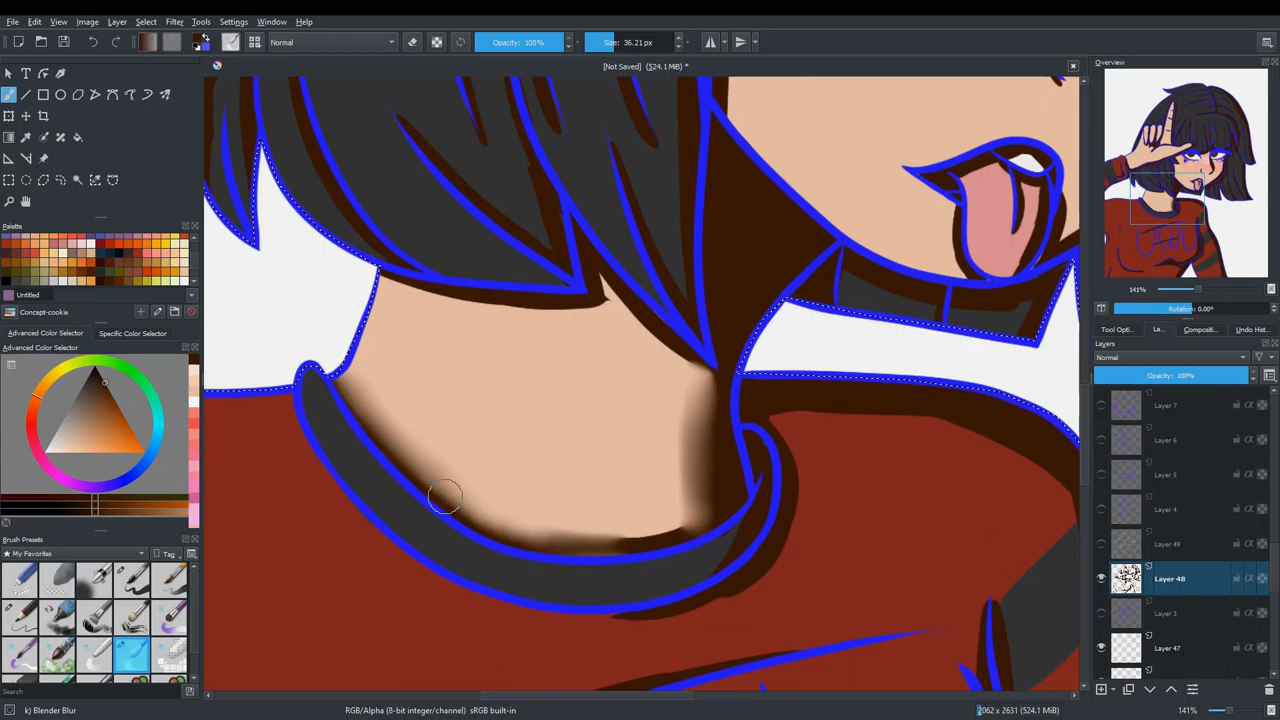 File Edit View Image Layer Select Filter Tools Settings Window Help
Normal Opacity: 100% Size: 36.21 px
[Not Saved] (524.1 MiB) *
Overview
141%
Rotation: 0.00°
Palette
Untitled
Concept-cookie
Advanced Color Selector Specific Color Selector
Advanced Color Selector
Tool Opti... La... Compositi... Undo His...
Layers
Normal
Opacity: 100%
Layer 7
Layer 6
Layer 5
Layer 4
Layer 49
Layer 48
Layer 3
Layer 47
Brush Presets
My Favorites Tag
Search
k) Blender Blur RGB/Alpha (8-bit integer/channel) sRGB built-in 2062 x 2631 (524.1 MiB) 141%